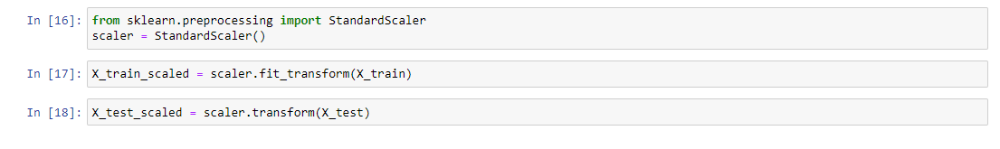 In [16]: from sklearn.preprocessing import StandardScaler
scaler = StandardScaler()
In [17]: X_train_scaled = scaler.fit_transform(X_train)
In [18]: X_test_scaled = scaler.transform(X_test)